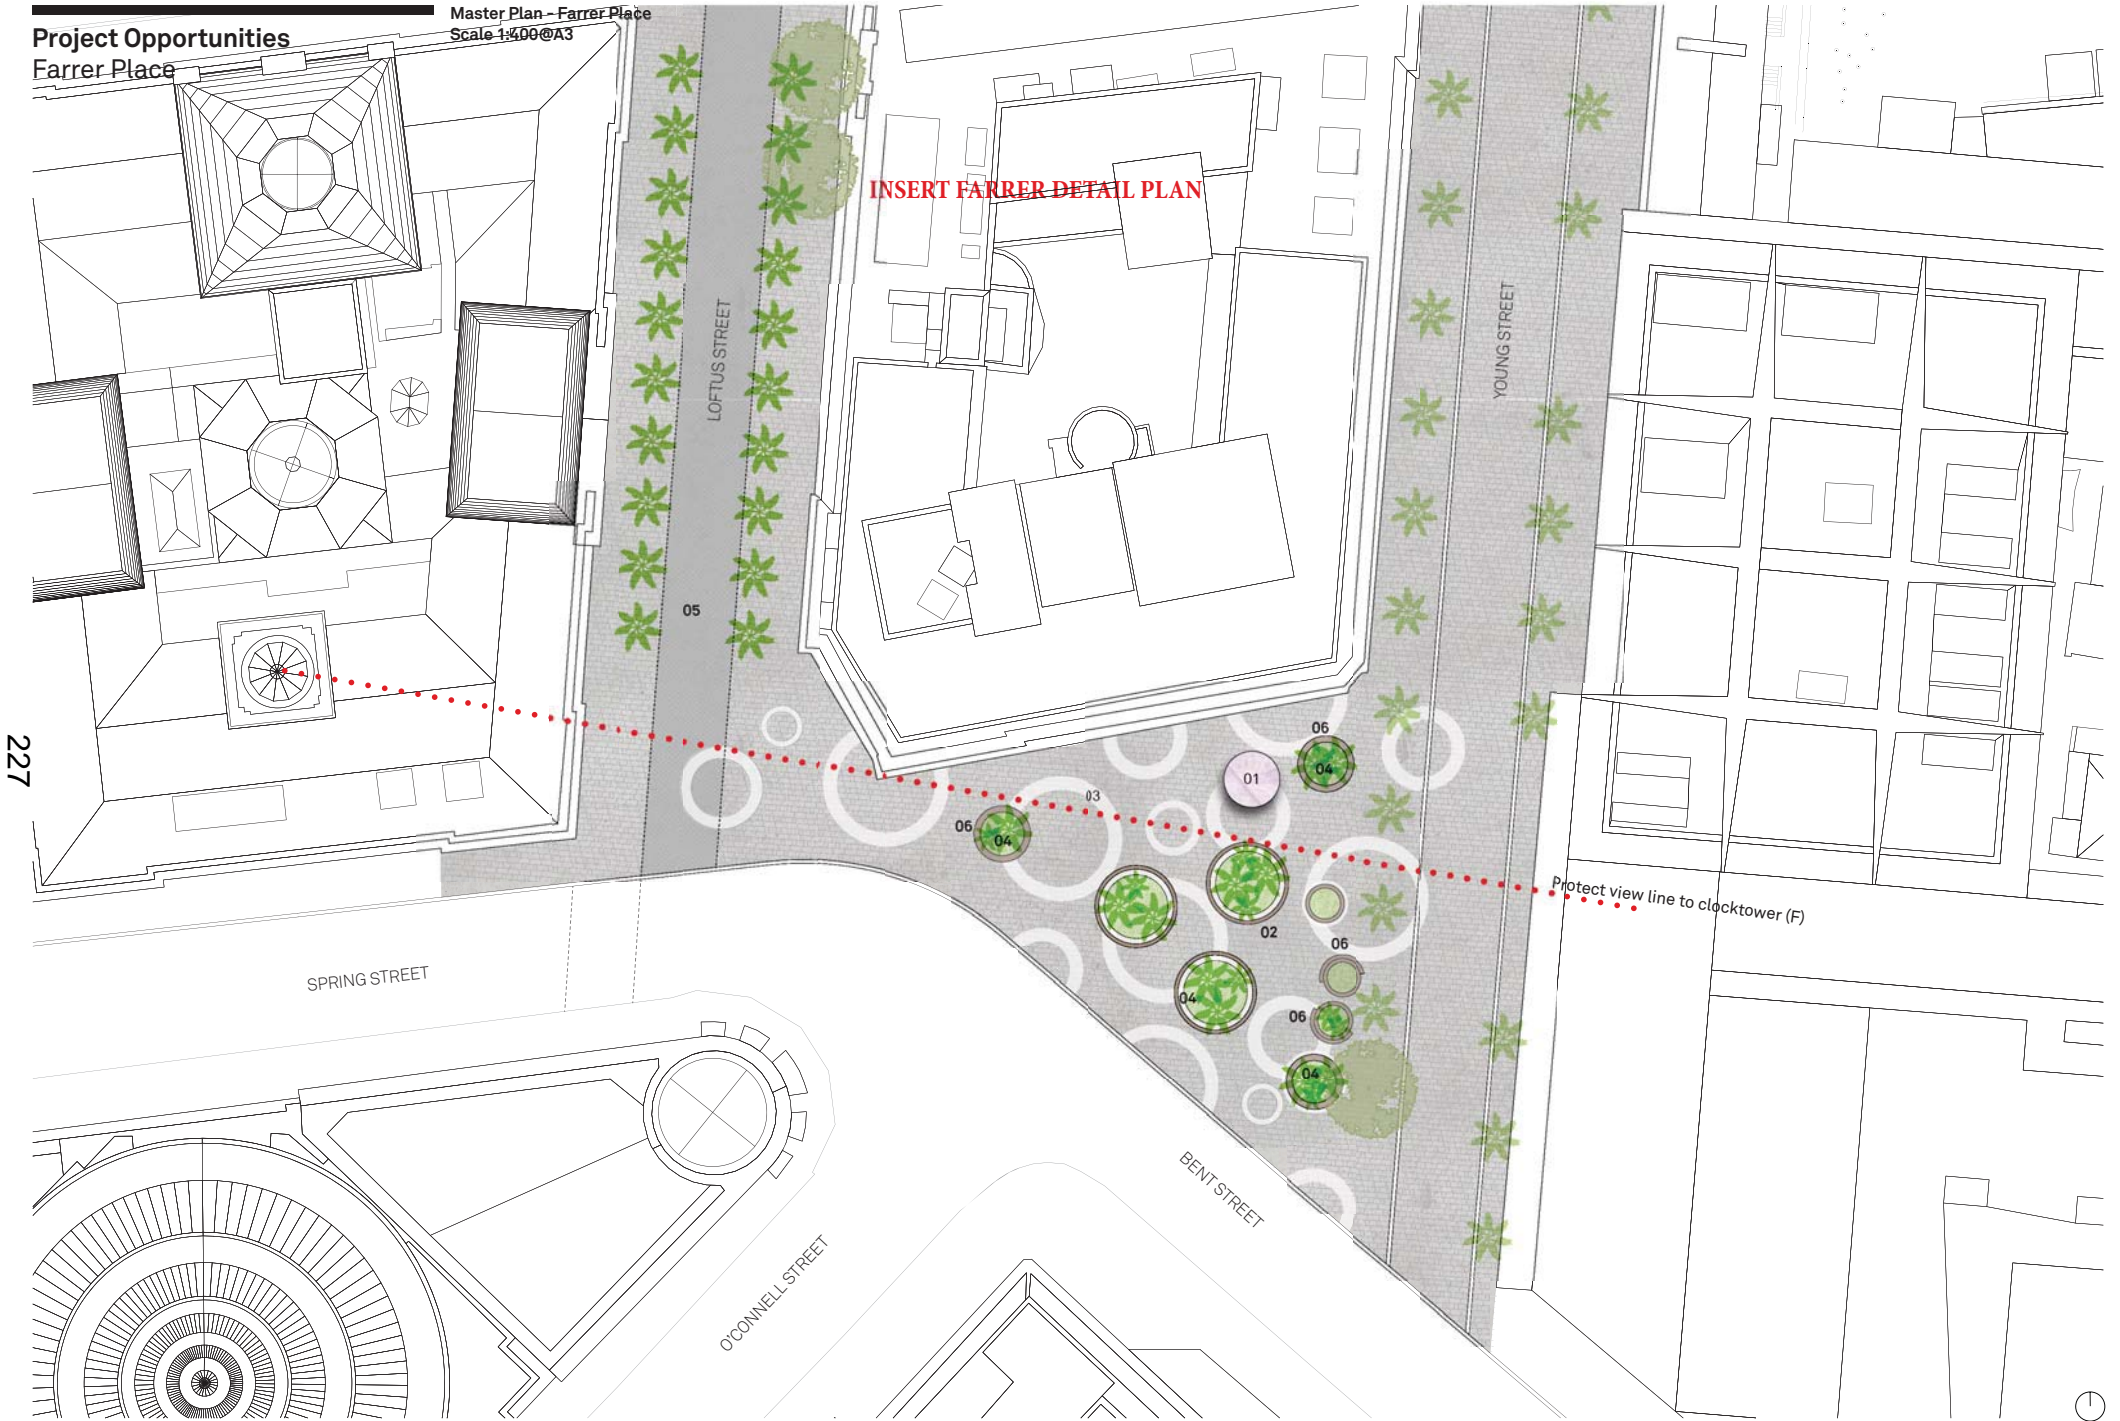 Master Plan - Farrer Place
Scale 1:400@A3
Project Opportunities
Farrer Place
INSERT FARRER DETAIL PLAN
LOFTUS STREET
YOUNG STREET
05
227
06
04
01
03
06
04
Protect view line to clocktower (F)
02
06
04
06
04
SPRING STREET
BENT STREET
O'CONNELL STREET